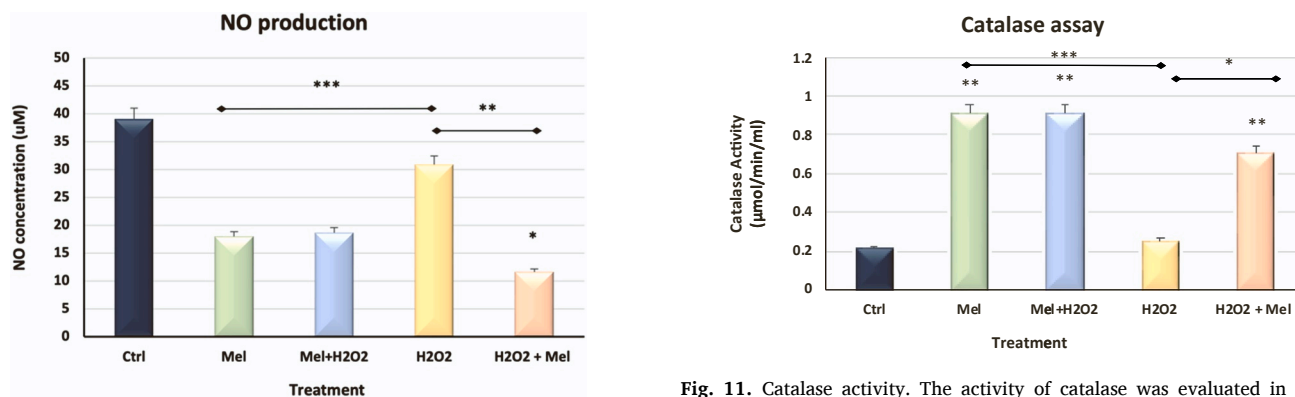 NO production
50
45
40
35
30
25
20
15
10
5
0
NO concentration (uM)
***
**
*
Ctrl
Mel
Mel+H2O2
H2O2
H2O2 + Mel
Treatment
Catalase assay
1.2
1
0.8
0.6
0.4
0.2
0
Catalase Activity
(μmol/min/ml)
***
*
**
**
**
Ctrl
Mel
Mel+H2O2
H2O2
H2O2 + Mel
Treatment
Fig. 11. Catalase activity. The activity of catalase was evaluated in